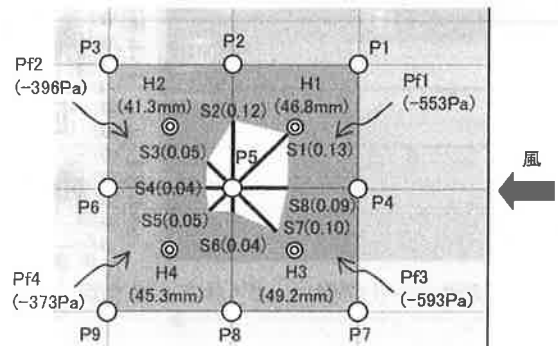 P3 P2 P1
Pf2
(-396Pa)
H2
(41.3mm)
H1
(46.8mm)
Pf1
(-553Pa)
S2(0.12)
S1(0.13)
S3(0.05)
P5
風
P6
S4(0.04)
P4
S5(0.05)
S8(0.09)
S7(0.10)
S6(0.04)
Pf4
(-373Pa)
H4
(45.3mm)
H3
(49.2mm)
Pf3
(-593Pa)
P9 P8 P7